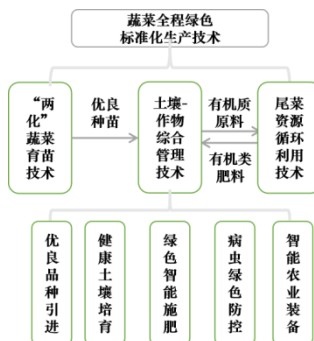 蔬菜全程绿色
标准化生产技术
“两
化”
蔬菜
育苗
技术
优良
种苗
土壤-
作物
综合
管理
技术
有机质
原料
有机类
肥料
尾菜
资源
循环
利用
技术
优良品种引进
健康土壤培育
绿色智能施肥
病虫绿色防控
智能农业装备